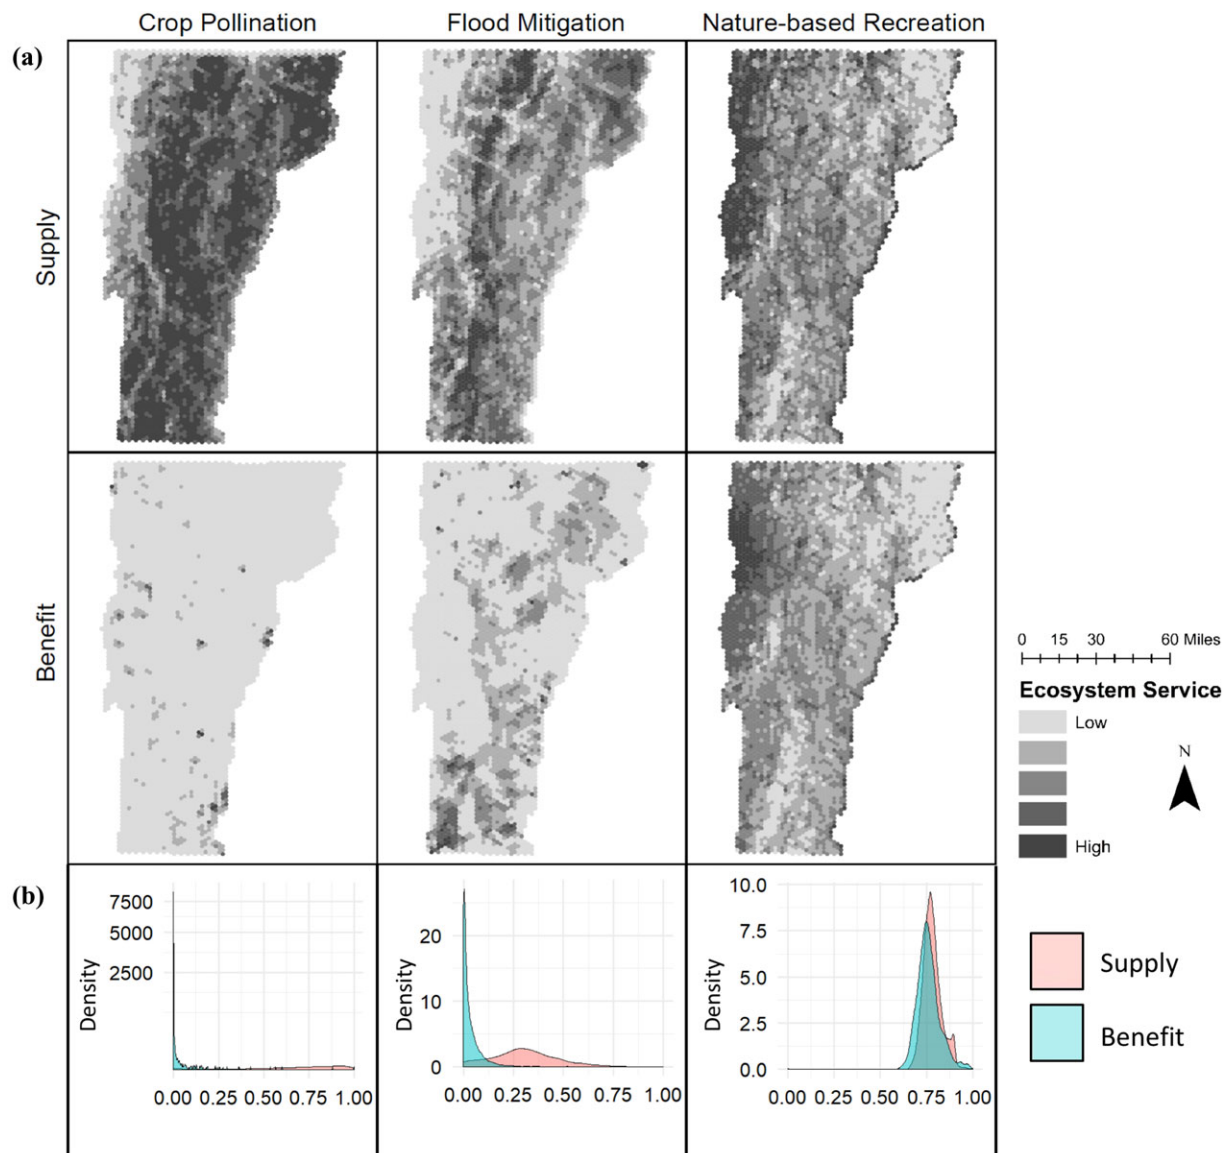 Crop Pollination
Flood Mitigation
Nature-based Recreation
(a)
Supply
Benefit
0 15 30 60 Miles
Ecosystem Service
Low
High
N
(b)
Density
7500
5000
2500
0.00 0.25 0.50 0.75 1.00
Density
20
10
0
0.00 0.25 0.50 0.75 1.00
Density
10.0
7.5
5.0
2.5
0.0
0.00 0.25 0.50 0.75 1.00
Supply
Benefit